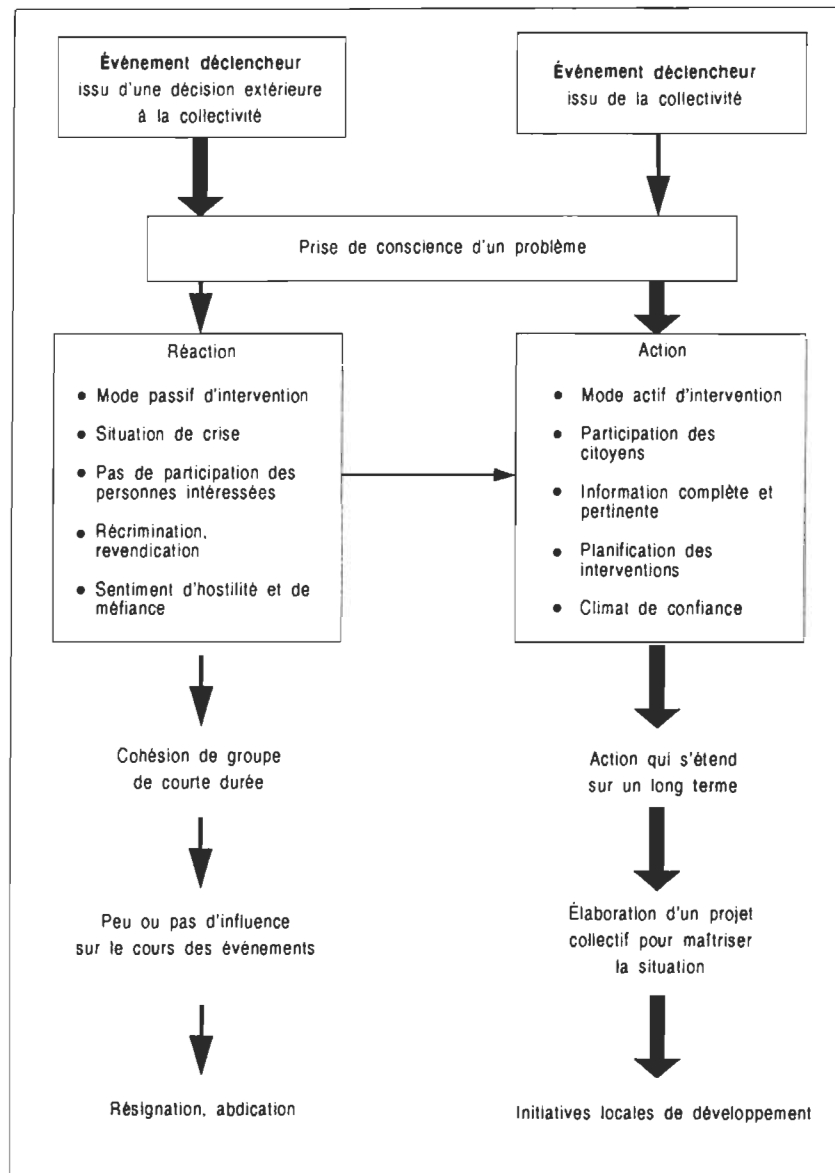 Événement déclencheur
issu d'une décision extérieure
à la collectivité
Événement déclencheur
issu de la collectivité
Prise de conscience d'un problème
Réaction
• Mode passif d'intervention
• Situation de crise
• Pas de participation des
personnes intéressées
• Récrimination,
revendication
• Sentiment d'hostilité et de
méfiance
Action
• Mode actif d'intervention
• Participation des
citoyens
• Information complète et
pertinente
• Planification des
interventions
• Climat de confiance
Cohésion de groupe
de courte durée
Action qui s'étend
sur un long terme
Peu ou pas d'influence
sur le cours des événements
Élaboration d'un projet
collectif pour maîtriser
la situation
Résignation, abdication
Initiatives locales de développement